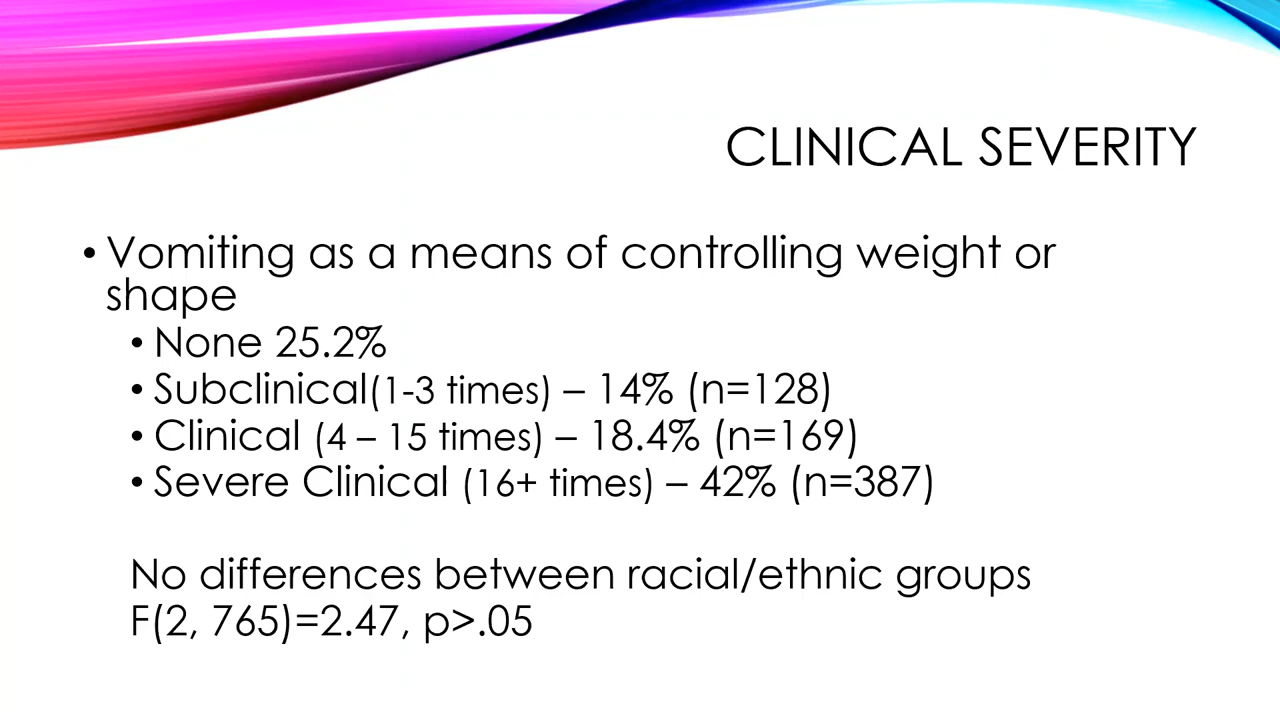 CLINICAL SEVERITY
• Vomiting as a means of controlling weight or
shape
• None 25.2%
• Subclinical(1-3 times) – 14% (n=128)
• Clinical (4 – 15 times) – 18.4% (n=169)
• Severe Clinical (16+ times) – 42% (n=387)
No differences between racial/ethnic groups
F(2, 765)=2.47, p>.05